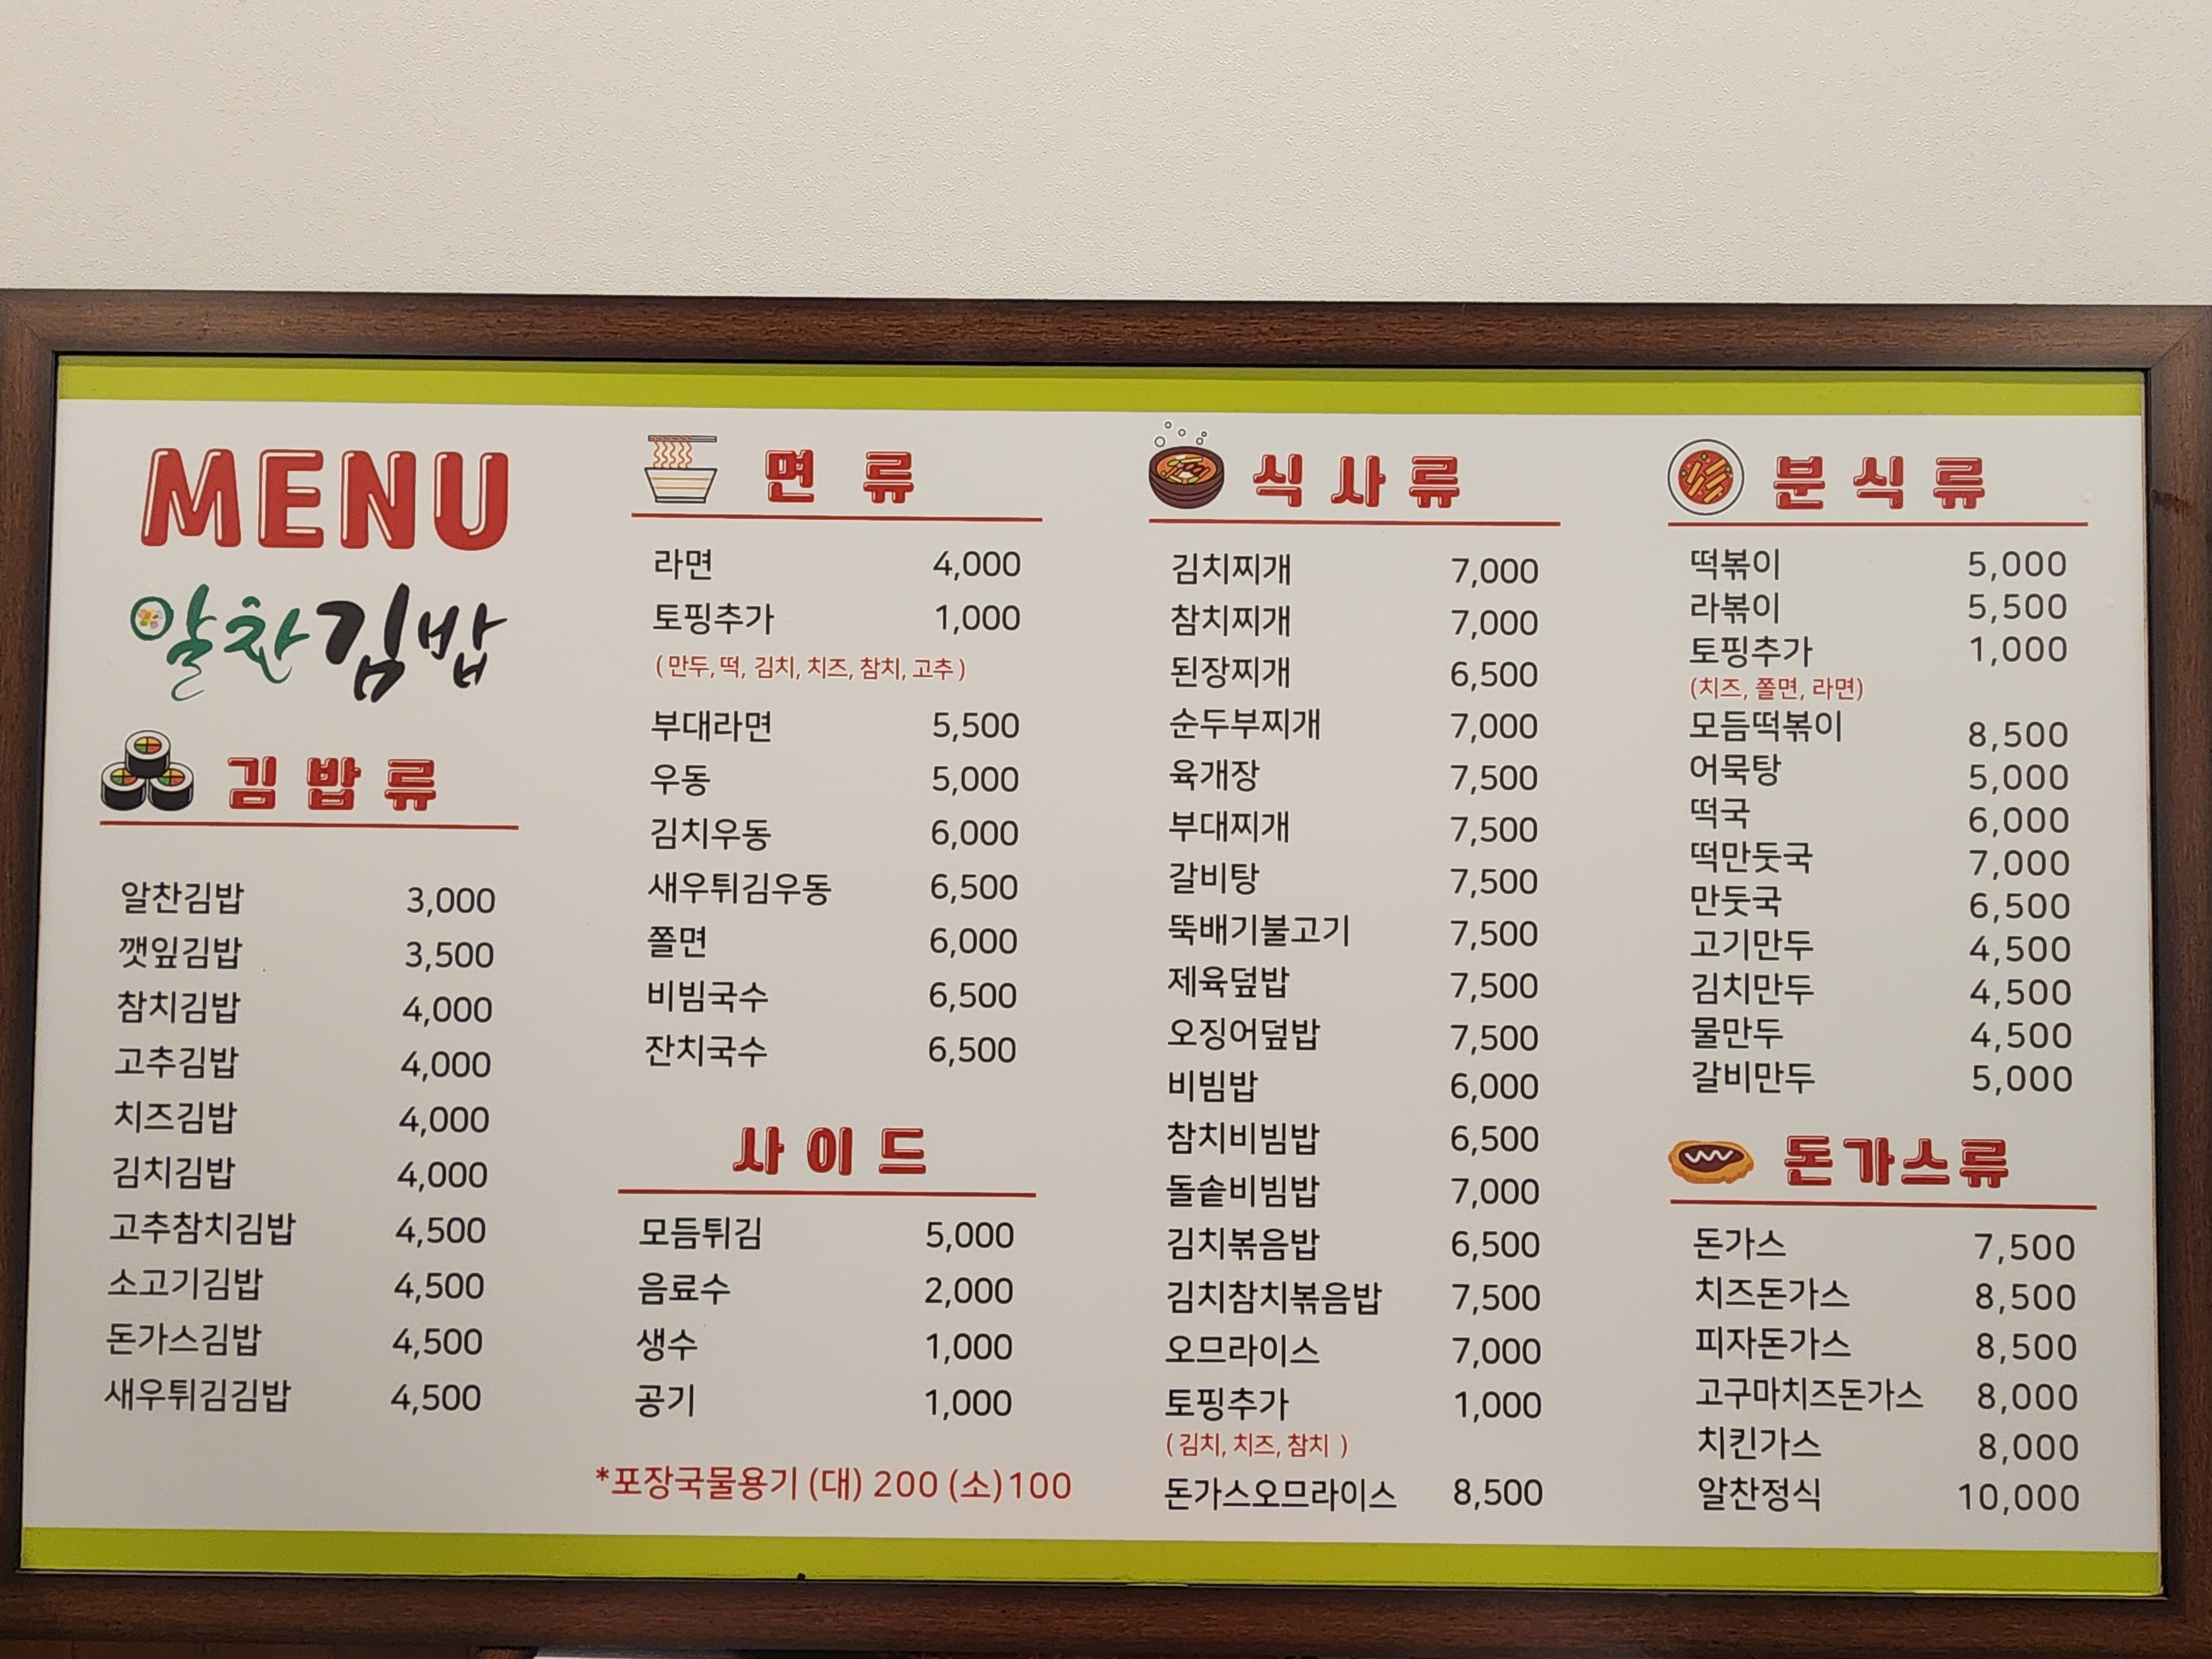 MENU
알찬김밥
김밥류
알찬김밥 3,000
깻잎김밥 3,500
참치김밥 4,000
고추김밥 4,000
치즈김밥 4,000
김치김밥 4,000
고추참치김밥 4,500
소고기김밥 4,500
돈가스김밥 4,500
새우튀김김밥 4,500
면류
라면 4,000
토핑추가 1,000
(만두, 떡, 김치, 치즈, 참치, 고추)
부대라면 5,500
우동 5,000
김치우동 6,000
새우튀김우동 6,500
쫄면 6,000
비빔국수 6,500
잔치국수 6,500
사이드
모듬튀김 5,000
음료수 2,000
생수 1,000
공기 1,000
*포장국물용기 (대) 200 (소)100
식사류
김치찌개 7,000
참치찌개 7,000
된장찌개 6,500
순두부찌개 7,000
육개장 7,500
부대찌개 7,500
갈비탕 7,500
뚝배기불고기 7,500
제육덮밥 7,500
오징어덮밥 7,500
비빔밥 6,000
참치비빔밥 6,500
돌솥비빔밥 7,000
김치볶음밥 6,500
김치참치볶음밥 7,500
오므라이스 7,000
토핑추가 1,000
(김치, 치즈, 참치)
돈가스오므라이스 8,500
분식류
떡볶이 5,000
라볶이 5,500
토핑추가 1,000
(치즈, 쫄면, 라면)
모듬떡볶이 8,500
어묵탕 5,000
떡국 6,000
떡만둣국 7,000
만둣국 6,500
고기만두 4,500
김치만두 4,500
물만두 4,500
갈비만두 5,000
돈가스류
돈가스 7,500
치즈돈가스 8,500
피자돈가스 8,500
고구마치즈돈가스 8,000
치킨가스 8,000
알찬정식 10,000